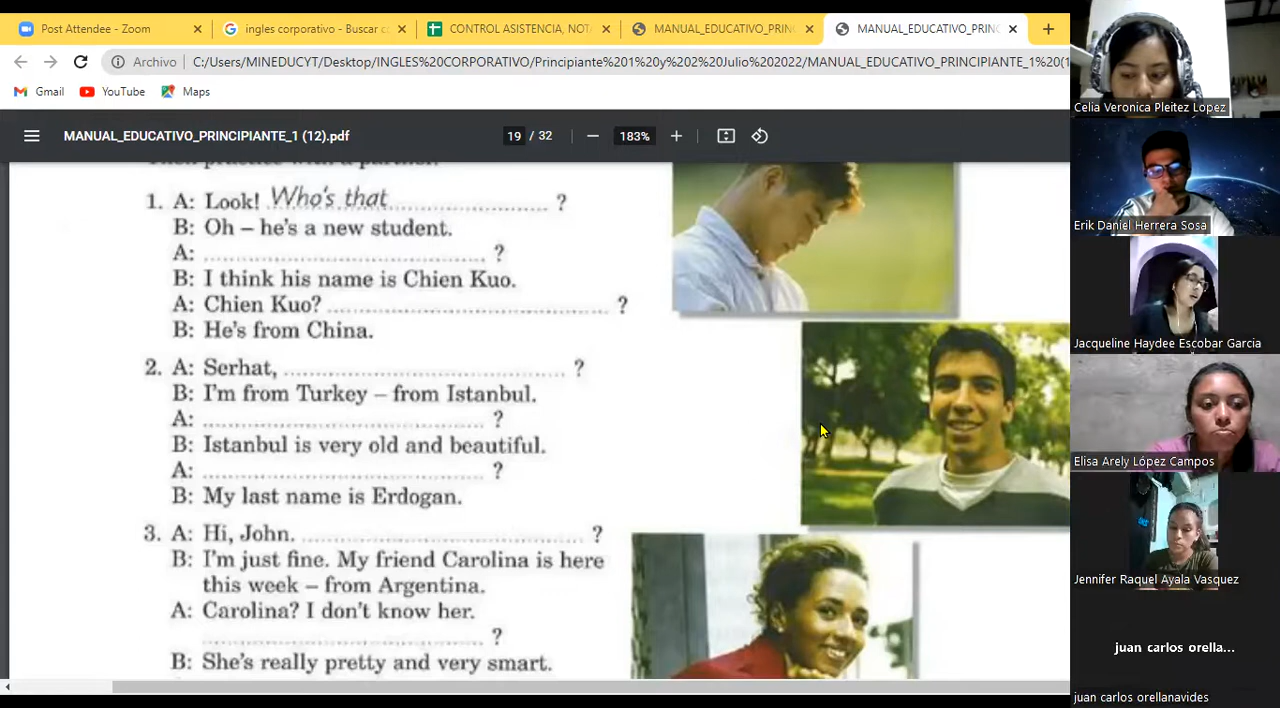 Post Attendee - Zoom
ingles corporativo - Buscar c
CONTROL ASISTENCIA, NOT
MANUAL_EDUCATIVO_PRIN
MANUAL_EDUCATIVO_PRIN
Archivo
C:/Users/MINEDUCYT/Desktop/INGLES%20CORPORATIVO/Principiante%201%20y%202%20Julio%202022/MANUAL_EDUCATIVO_PRINCIPIANTE_1%20(1
Gmail
YouTube
Maps
MANUAL_EDUCATIVO_PRINCIPIANTE_1 (12).pdf
19 / 32
183%
1. A: Look! Who's that ?
B: Oh – he's a new student.
A: ?
B: I think his name is Chien Kuo.
A: Chien Kuo? ?
B: He's from China.
2. A: Serhat, ?
B: I'm from Turkey – from Istanbul.
A: ?
B: Istanbul is very old and beautiful.
A: ?
B: My last name is Erdogan.
3. A: Hi, John. ?
B: I'm just fine. My friend Carolina is here
this week – from Argentina.
A: Carolina? I don't know her.
?
B: She's really pretty and very smart.
Celia Veronica Pleitez Lopez
Erik Daniel Herrera Sosa
Jacqueline Haydee Escobar Garcia
Elisa Arely López Campos
Jennifer Raquel Ayala Vasquez
juan carlos orella...
juan carlos orellanavides